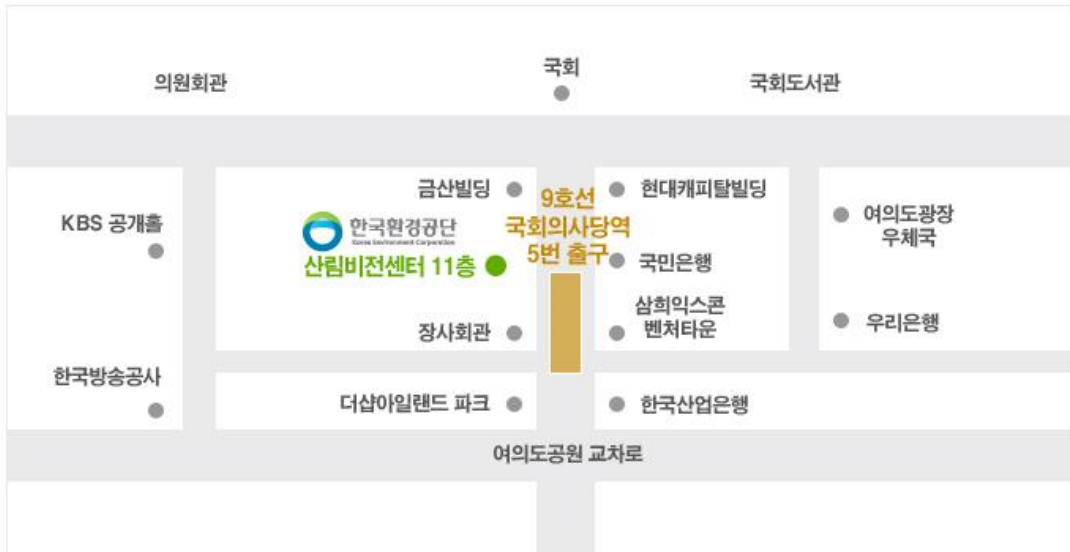 의원회관
국회
국회도서관
KBS 공개홀
금산빌딩
9호선
국회의사당역
5번 출구
현대캐피탈빌딩
여의도광장
우체국
한국환경공단
Korea Environment Corporation
산림비전센터 11층
국민은행
장사회관
삼희익스콘
벤처타운
우리은행
한국방송공사
더샵아일랜드 파크
한국산업은행
여의도공원 교차로